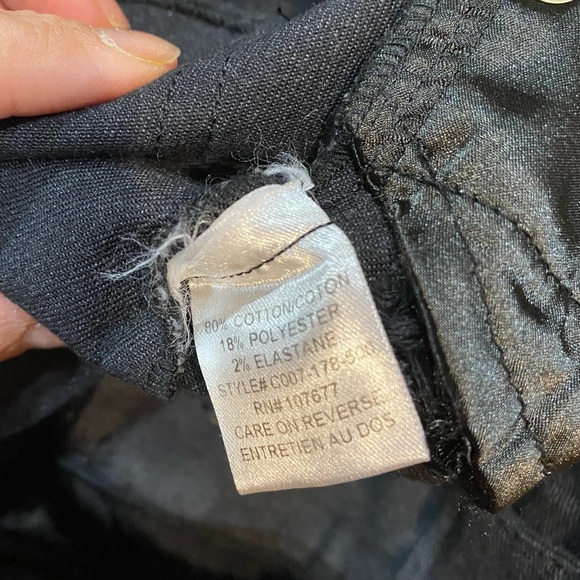 80% COTTON/COTON
18% POLYESTER
2% ELASTANE
STYLE# C007-178-
RN# 107677
CARE ON REVERSE
ENTRETIEN AU DOS